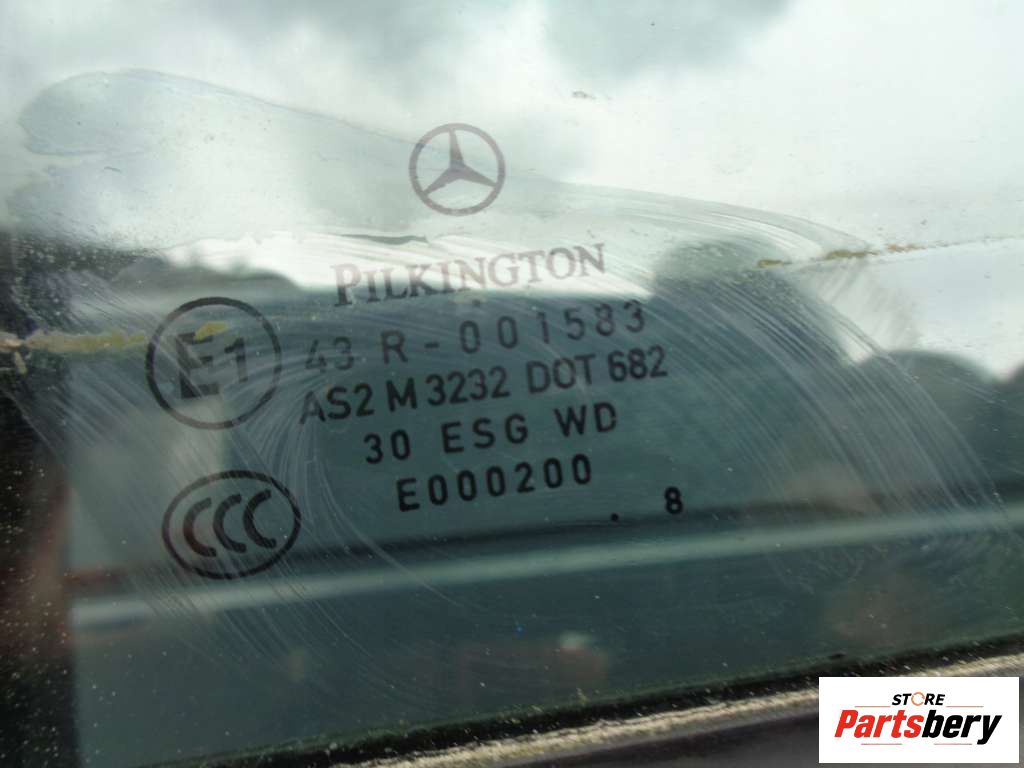 PILKINGTON
E1
43 R - 001583
AS2 M 3232 DOT 682
30 ESG WD
E000200
CCC
. 8
STORE
Partsbery